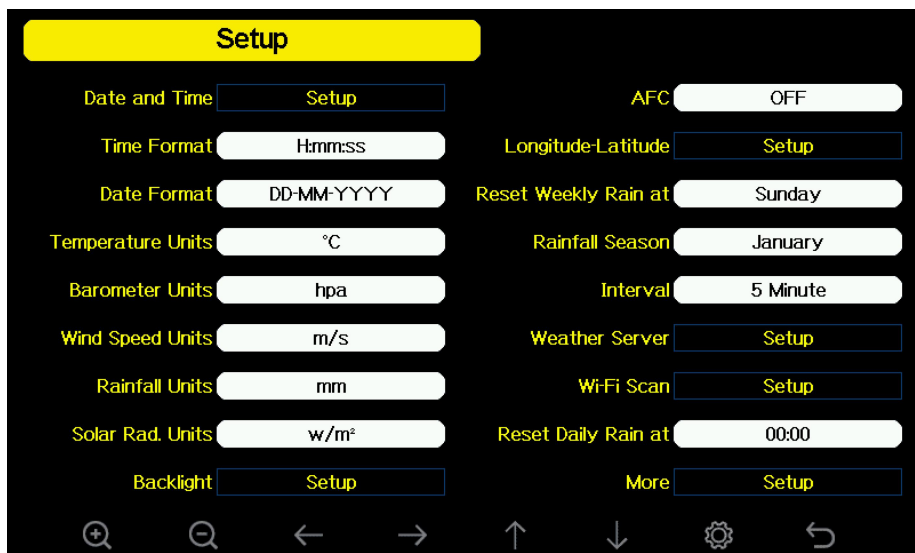 Setup
Date and Time Setup
Time Format H:mm:ss
Date Format DD-MM-YYYY
Temperature Units °C
Barometer Units hpa
Wind Speed Units m/s
Rainfall Units mm
Solar Rad. Units w/m²
Backlight Setup
AFC OFF
Longitude-Latitude Setup
Reset Weekly Rain at Sunday
Rainfall Season January
Interval 5 Minute
Weather Server Setup
Wi-Fi Scan Setup
Reset Daily Rain at 00:00
More Setup